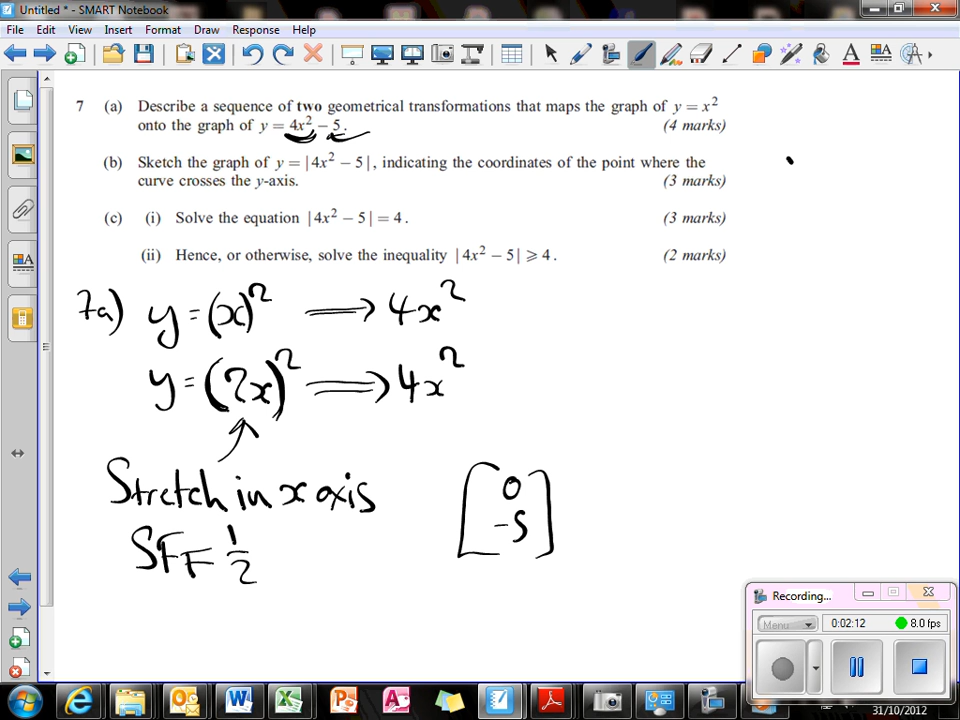 Untitled * - SMART Notebook
File Edit View Insert Format Draw Response Help
7 (a) Describe a sequence of two geometrical transformations that maps the graph of y = x²
onto the graph of y = 4x² − 5. (4 marks)
(b) Sketch the graph of y = |4x² − 5|, indicating the coordinates of the point where the
curve crosses the y-axis. (3 marks)
(c) (i) Solve the equation |4x² − 5| = 4. (3 marks)
(ii) Hence, or otherwise, solve the inequality |4x² − 5| ⩾ 4. (2 marks)
7a) y = (x)² ⟹ 4x²
y = (2x)² ⟹ 4x²
Stretch in x axis
SFF 1/2
[0
-5]
Recording...
Menu 0:02:12 8.0 fps
31/10/2012